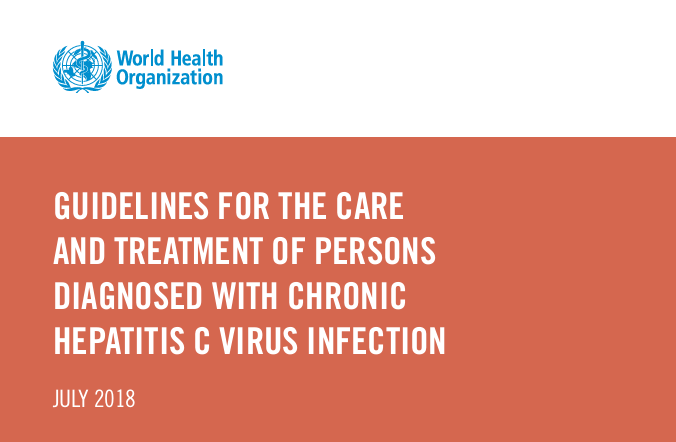 World Health
Organization
GUIDELINES FOR THE CARE
AND TREATMENT OF PERSONS
DIAGNOSED WITH CHRONIC
HEPATITIS C VIRUS INFECTION
JULY 2018